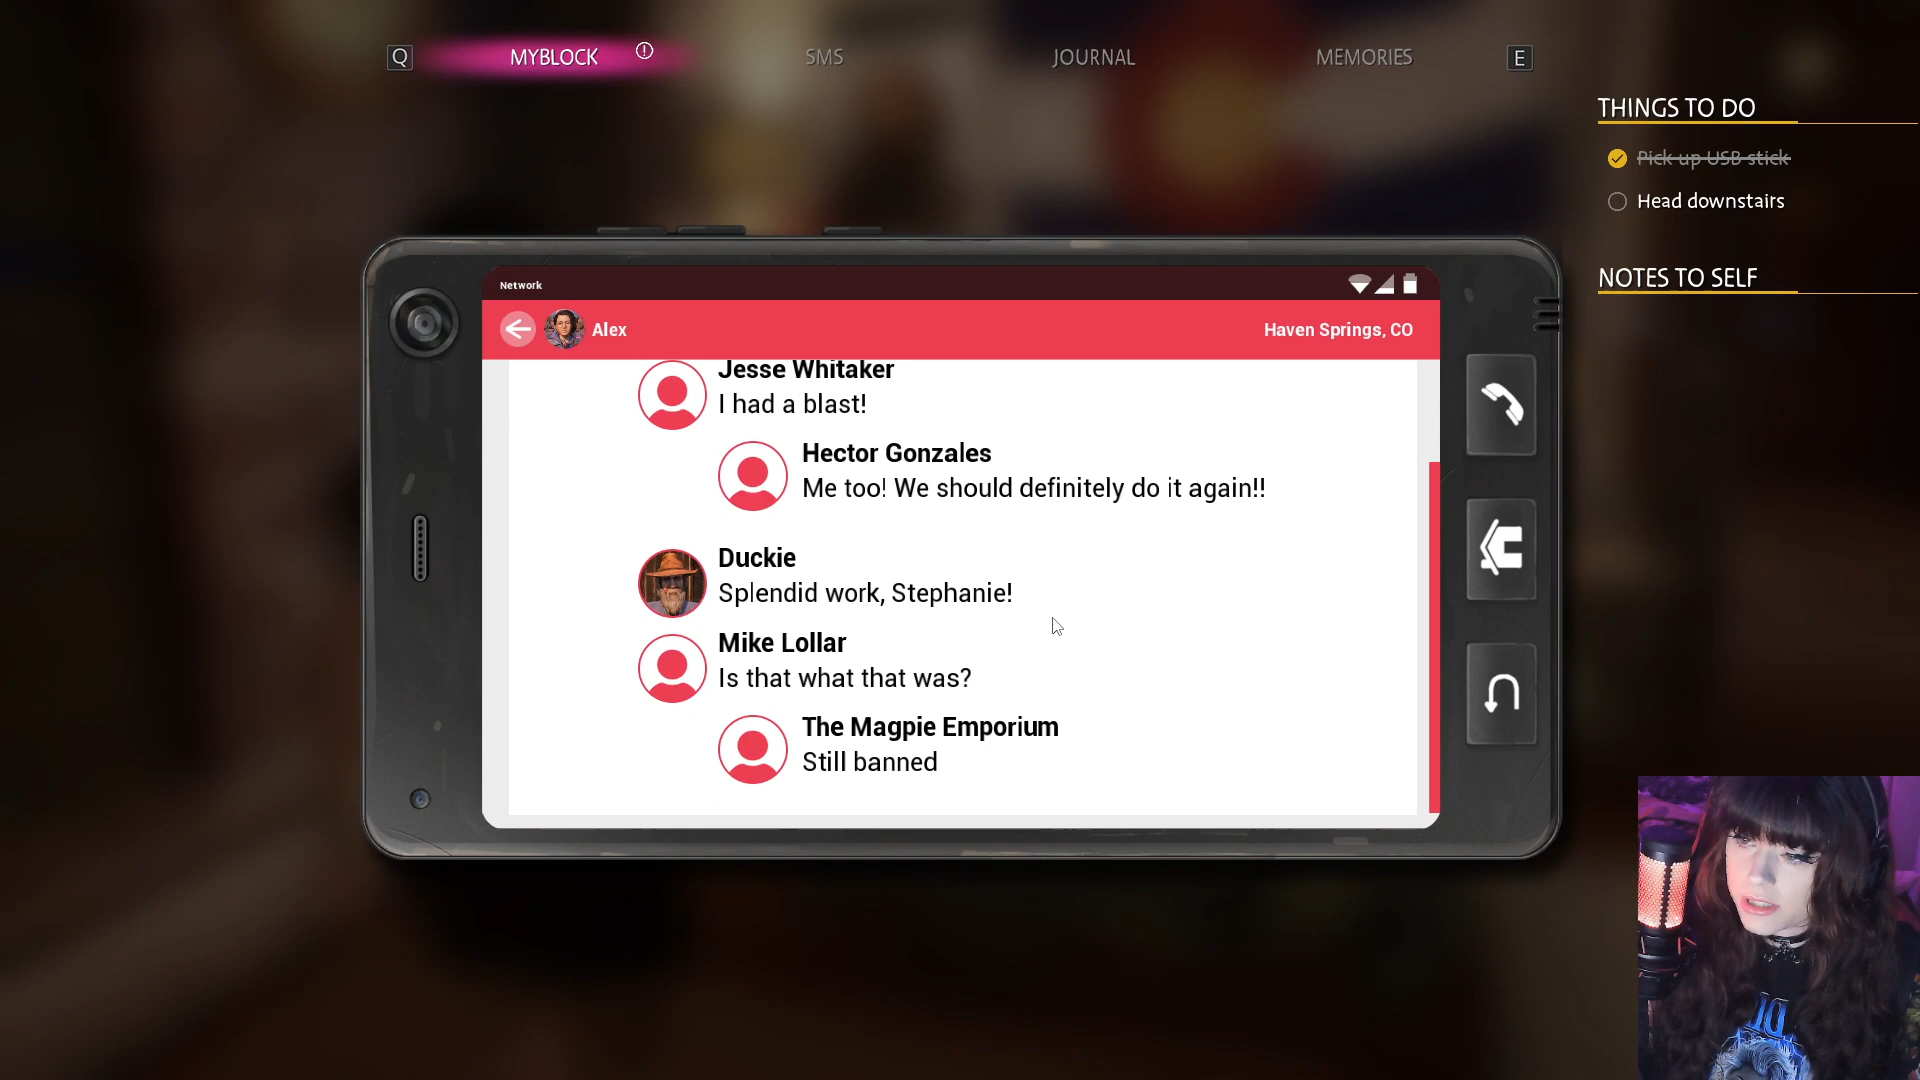 Q
MYBLOCK
SMS
JOURNAL
MEMORIES
E
THINGS TO DO
Pick up USB stick
Head downstairs
NOTES TO SELF
Network
Alex
Haven Springs, CO
Jesse Whitaker
I had a blast!
Hector Gonzales
Me too! We should definitely do it again!!
Duckie
Splendid work, Stephanie!
Mike Lollar
Is that what that was?
The Magpie Emporium
Still banned